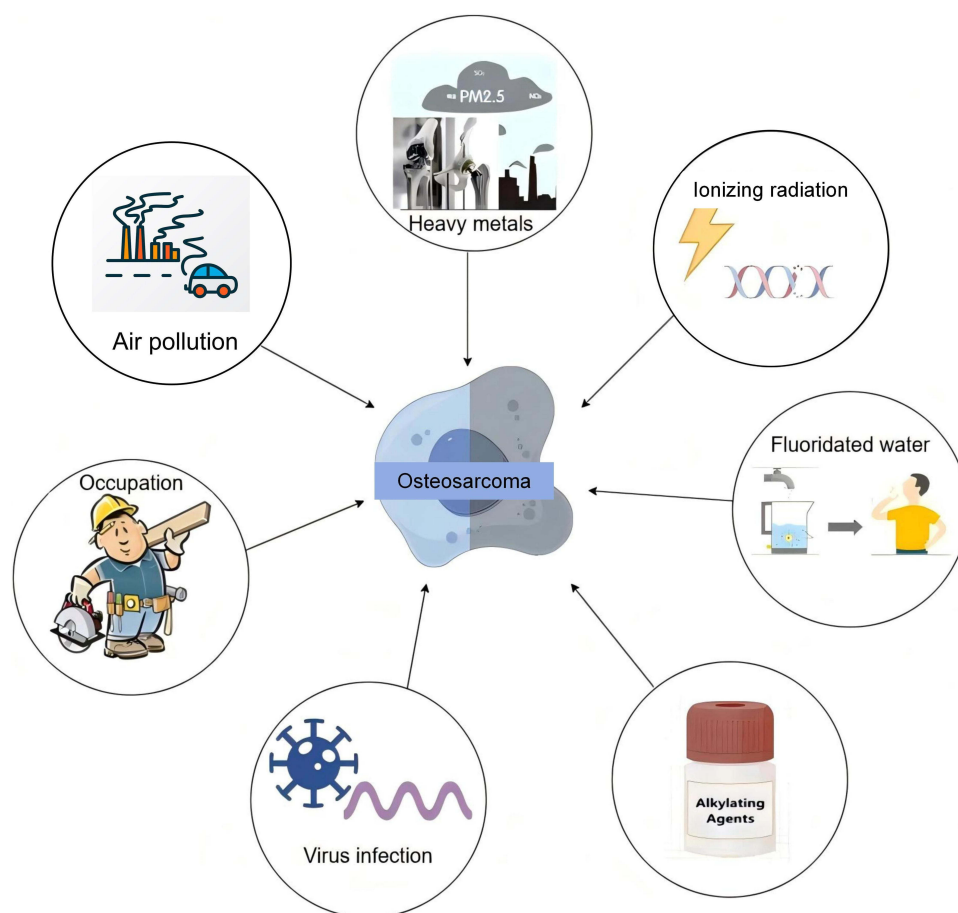 PM2.5
Heavy metals
Ionizing radiation
Air pollution
Fluoridated water
Occupation
Osteosarcoma
Alkylating
Agents
Virus infection